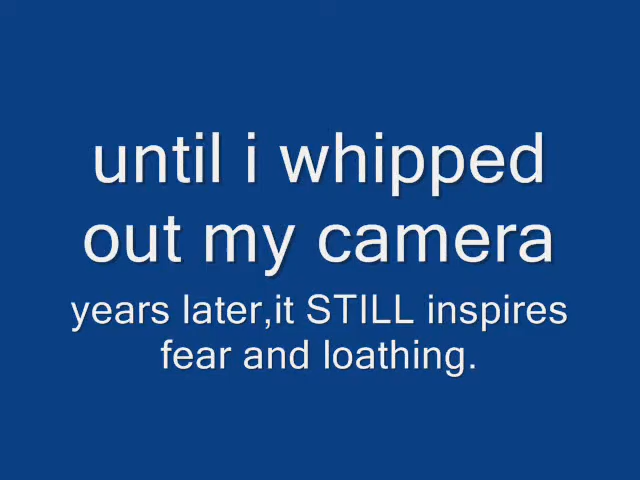 until i whipped
out my camera
years later,it STILL inspires
fear and loathing.